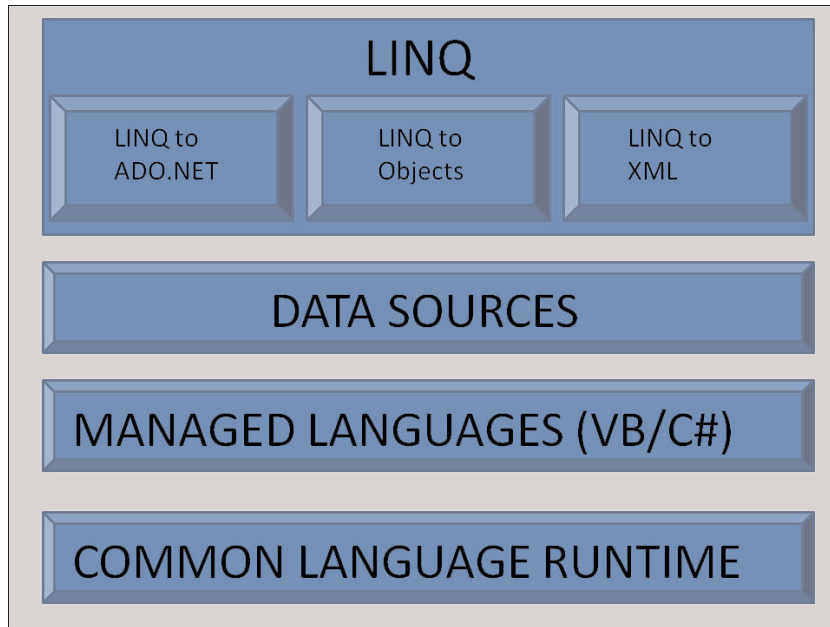 LINQ
LINQ to
ADO.NET
LINQ to
Objects
LINQ to
XML
DATA SOURCES
MANAGED LANGUAGES (VB/C#)
COMMON LANGUAGE RUNTIME